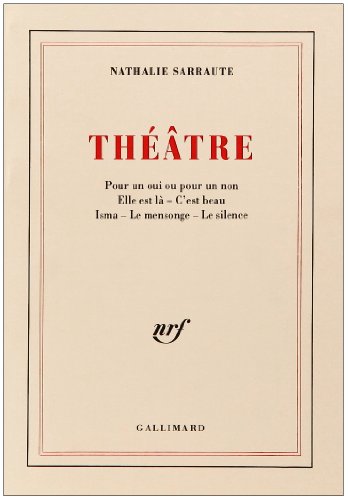 NATHALIE SARRAUTE
THÉÂTRE
Pour un oui ou pour un non
Elle est là – C'est beau
Isma – Le mensonge – Le silence
nrf
GALLIMARD